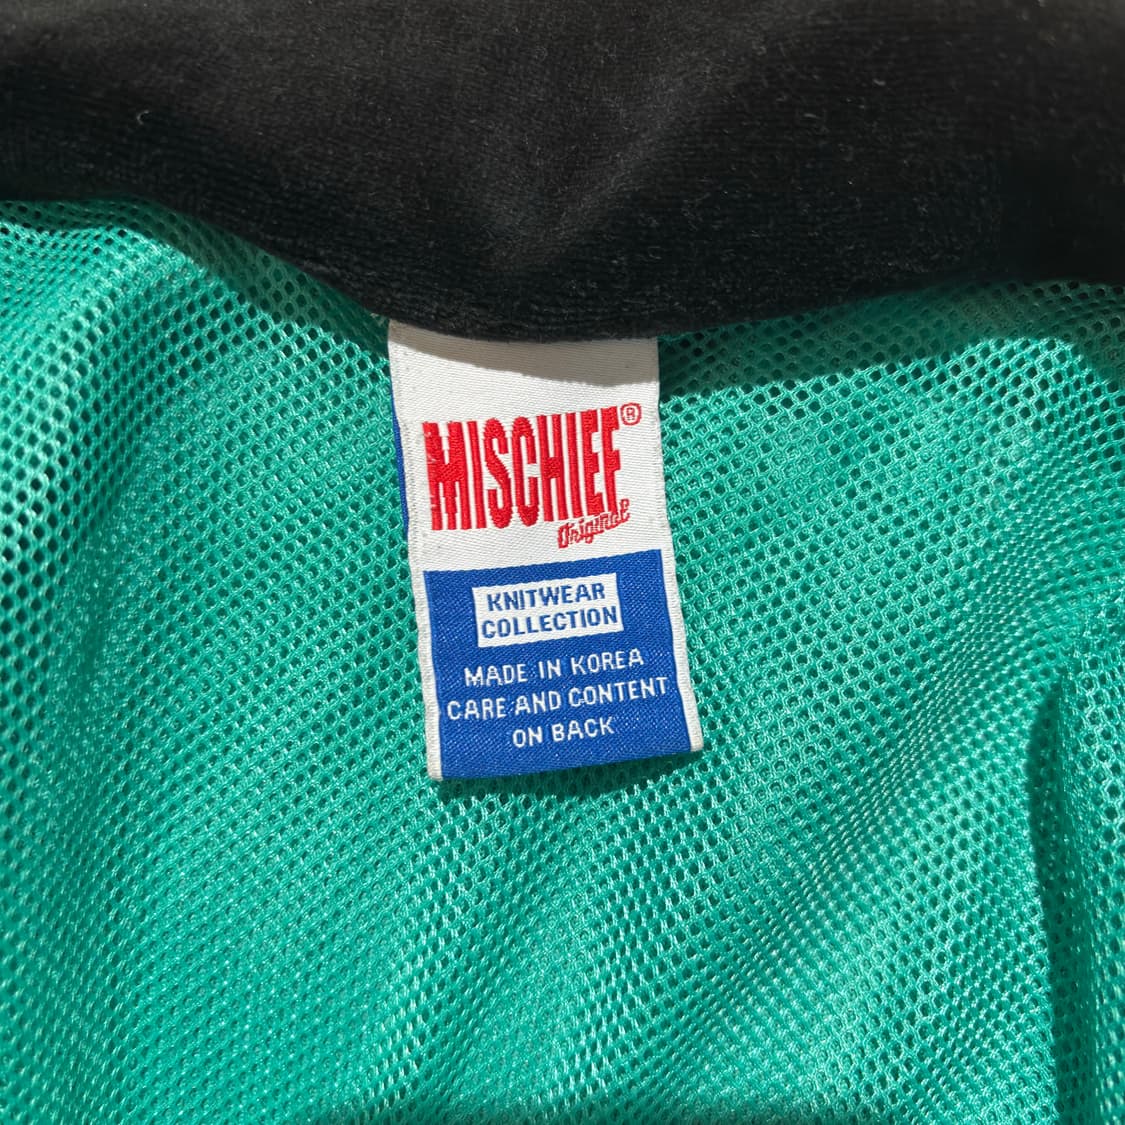 MISCHIEF®
Original
KNITWEAR
COLLECTION
MADE IN KOREA
CARE AND CONTENT
ON BACK